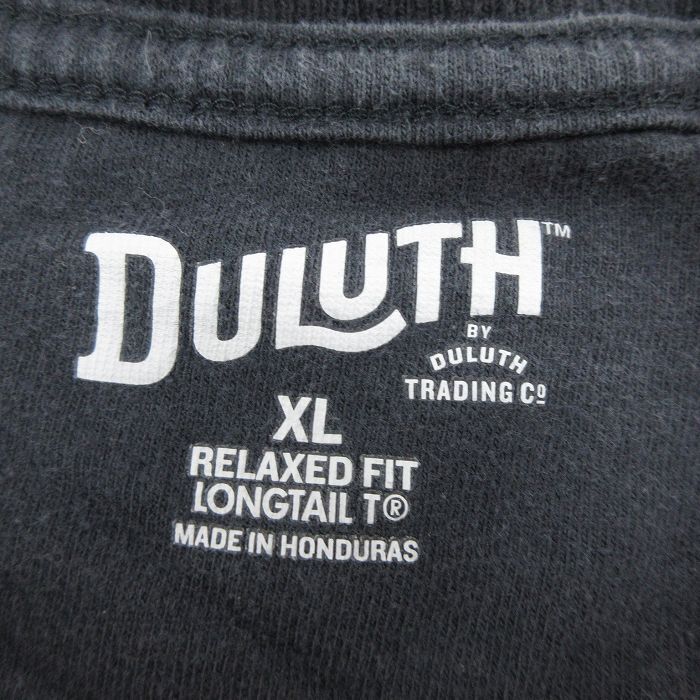 DULUTH™
BY
DULUTH
TRADING Cº
XL
RELAXED FIT
LONGTAIL T®
MADE IN HONDURAS